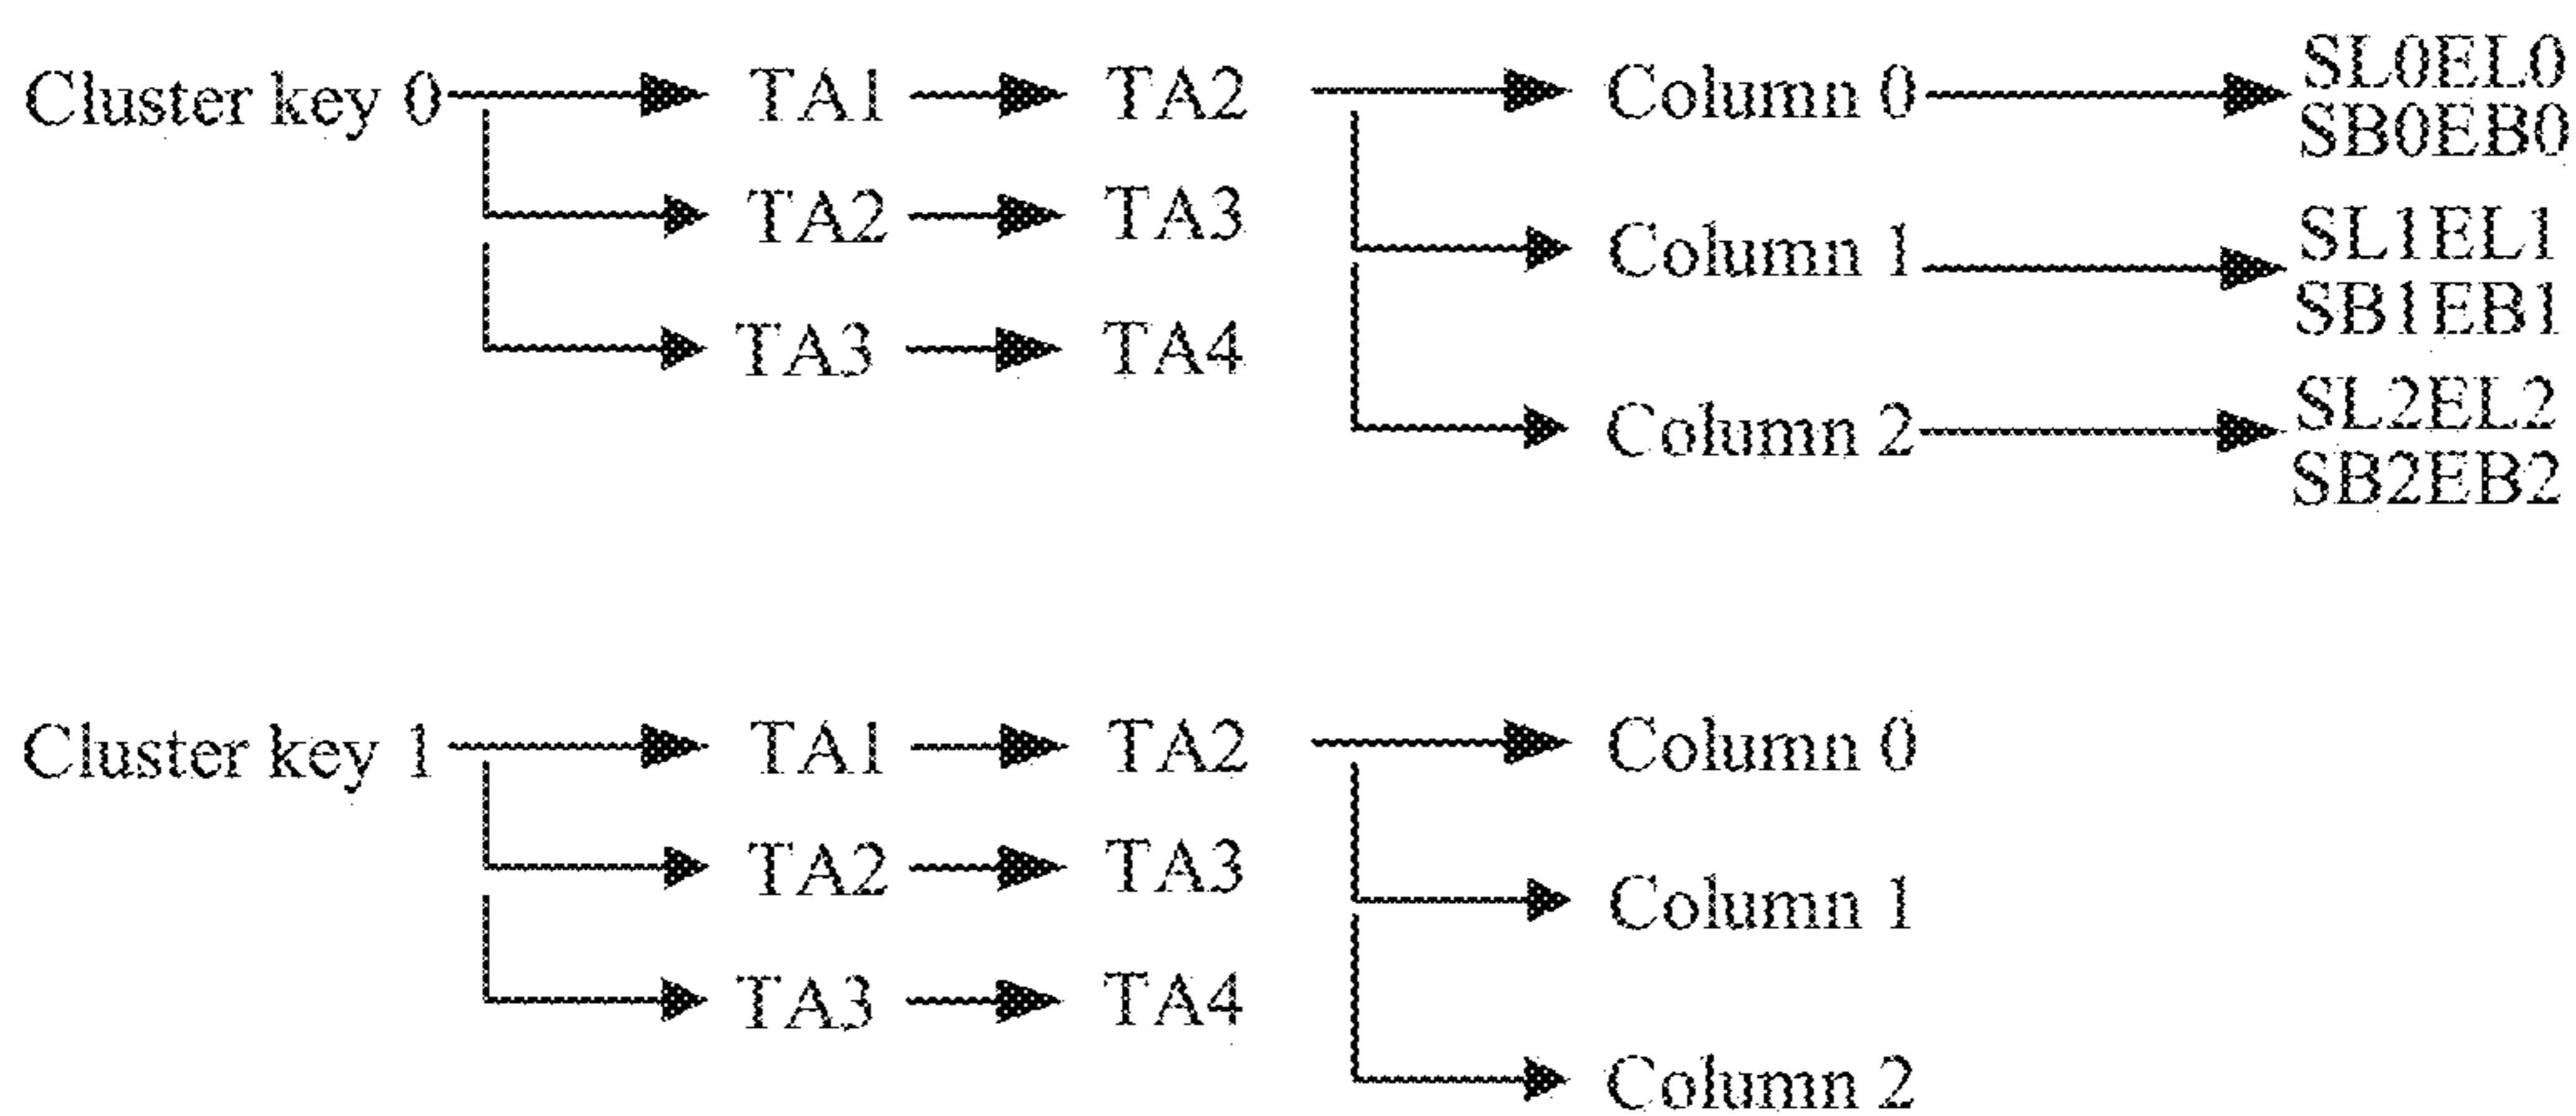 Cluster key 0 TA1 TA2 Column 0 SL0EL0
SB0EB0
TA2 TA3 Column 1 SL1EL1
SB1EB1
TA3 TA4 Column 2 SL2EL2
SB2EB2
Cluster key 1 TA1 TA2 Column 0
TA2 TA3 Column 1
TA3 TA4 Column 2